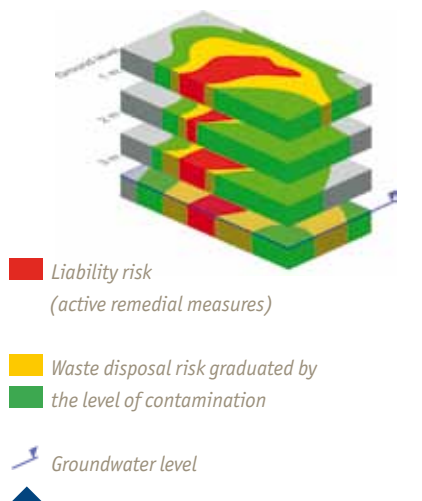 Ground level
1 m
2 m
3 m
Liability risk
(active remedial measures)
Waste disposal risk graduated by
the level of contamination
Groundwater level